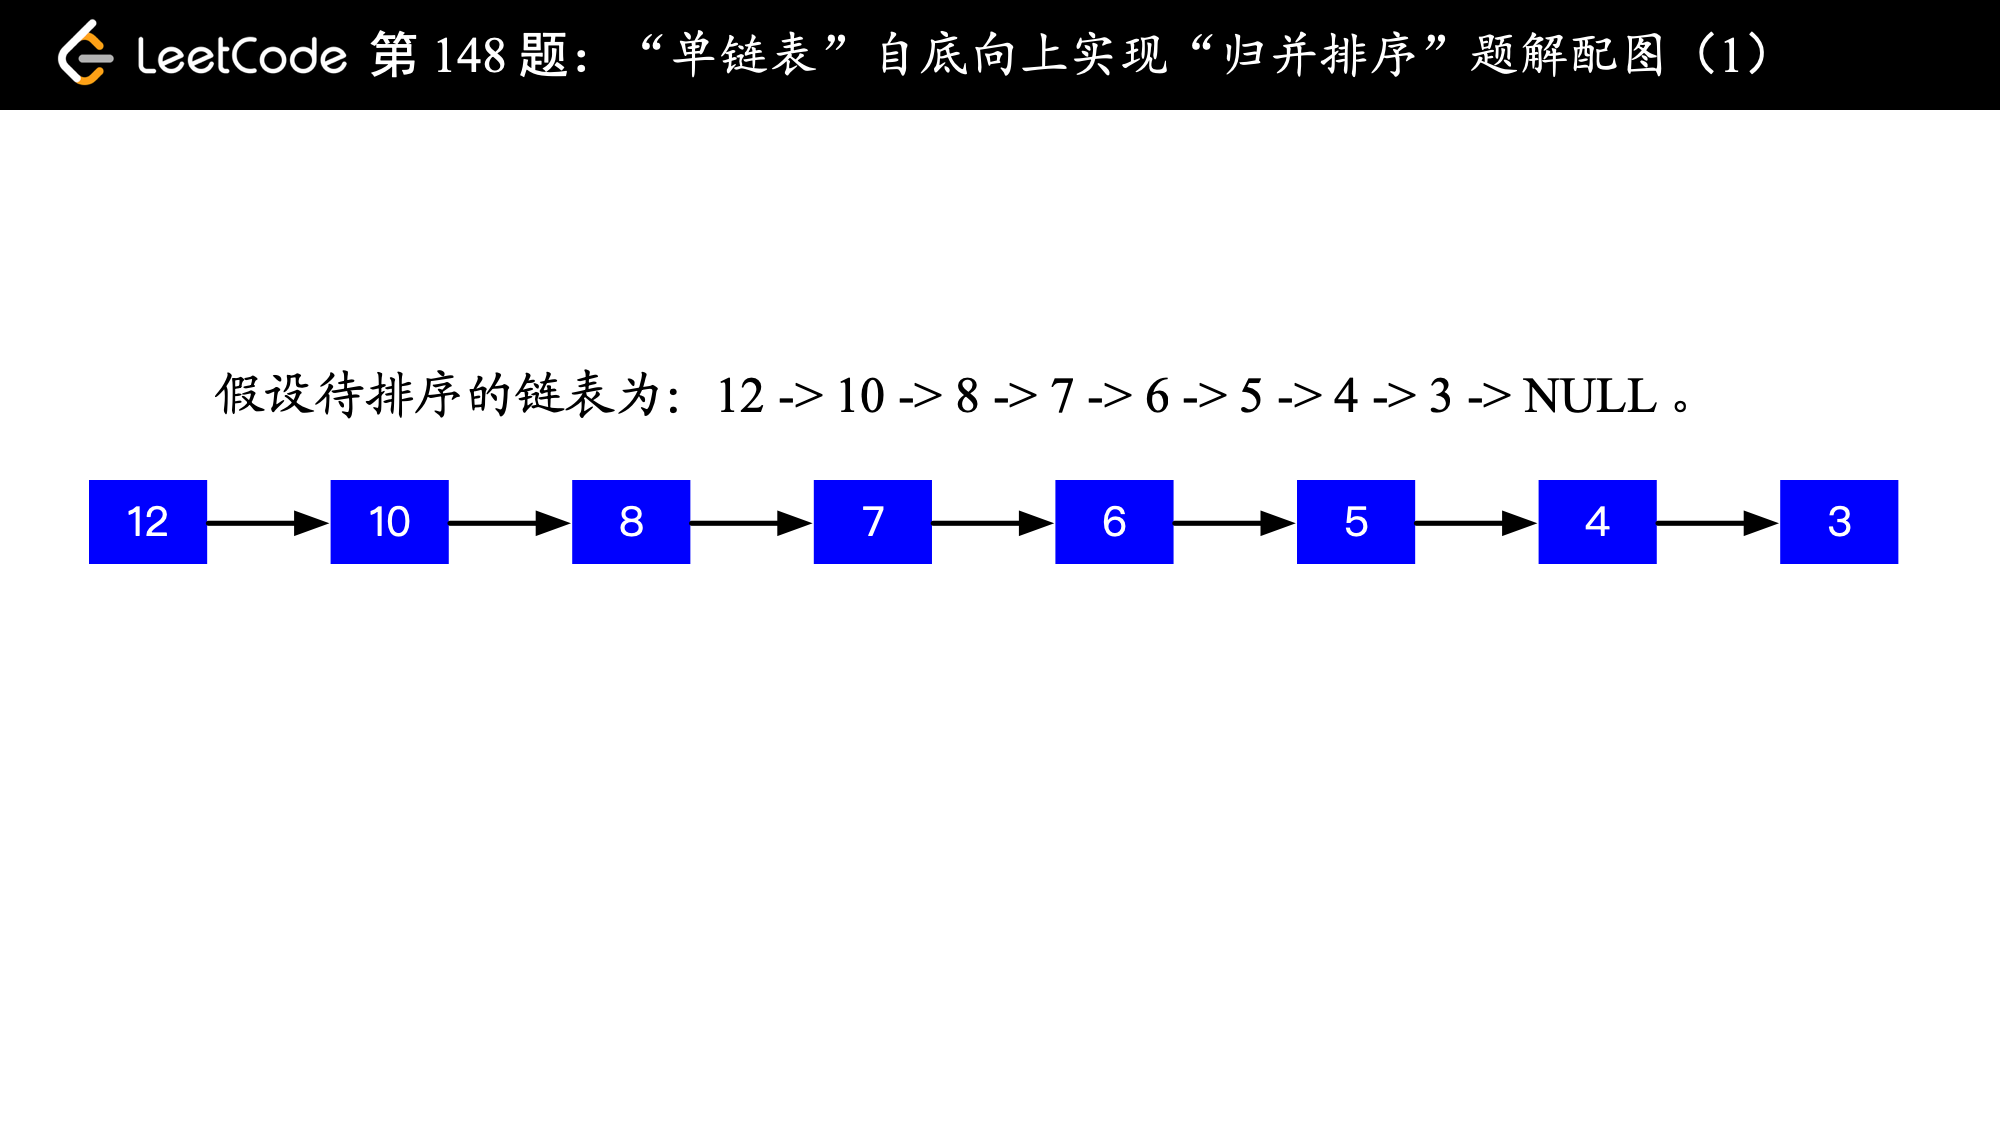 LeetCode 第 148 题：“单链表”自底向上实现“归并排序”题解配图（1）
假设待排序的链表为：12 -> 10 -> 8 -> 7 -> 6 -> 5 -> 4 -> 3 -> NULL 。
12 10 8 7 6 5 4 3